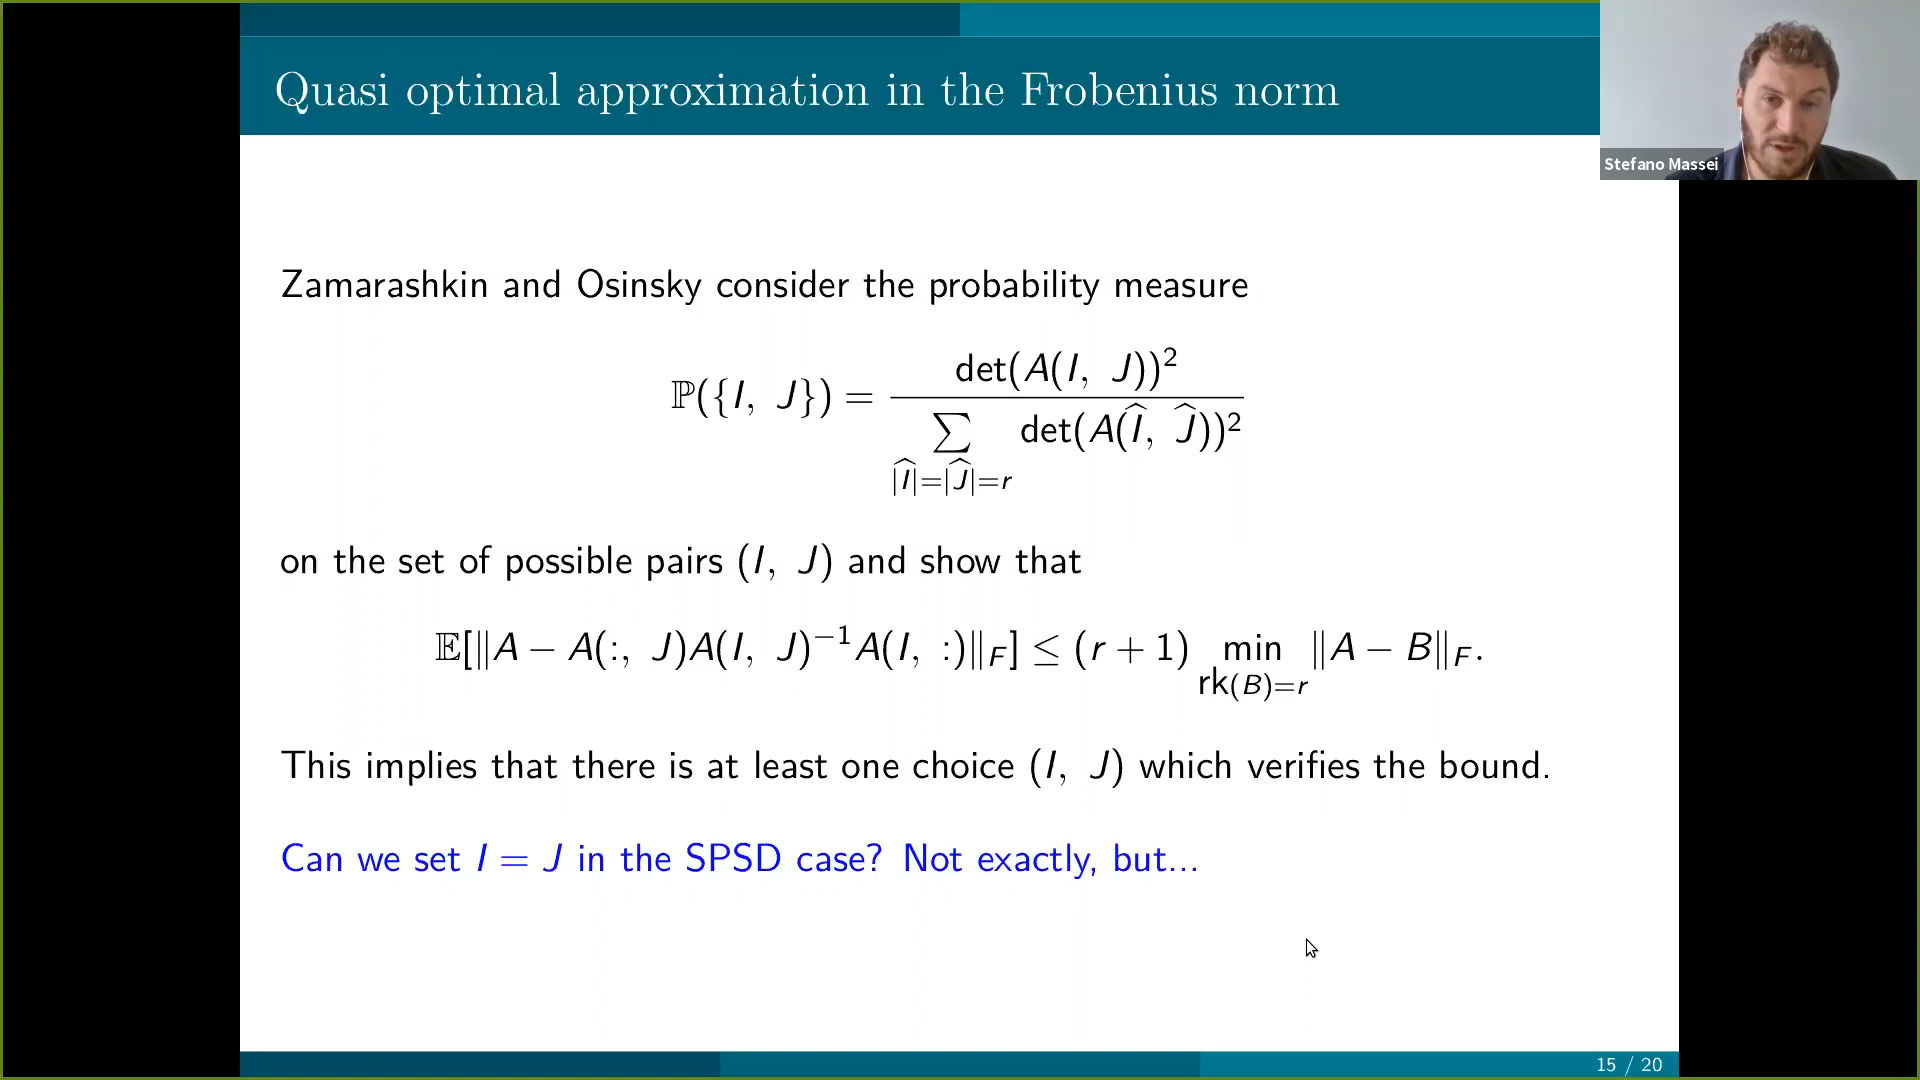 Quasi optimal approximation in the Frobenius norm
Stefano Massei
Zamarashkin and Osinsky consider the probability measure
ℙ({I, J}) = det(A(I, J))² / ∑_{|Î|=|Ĵ|=r} det(A(Î, Ĵ))²
on the set of possible pairs (I, J) and show that
𝔼[‖A − A(:, J)A(I, J)⁻¹A(I, :)‖_F] ≤ (r + 1) min_{rk(B)=r} ‖A − B‖_F.
This implies that there is at least one choice (I, J) which verifies the bound.
Can we set I = J in the SPSD case? Not exactly, but...
15 / 20